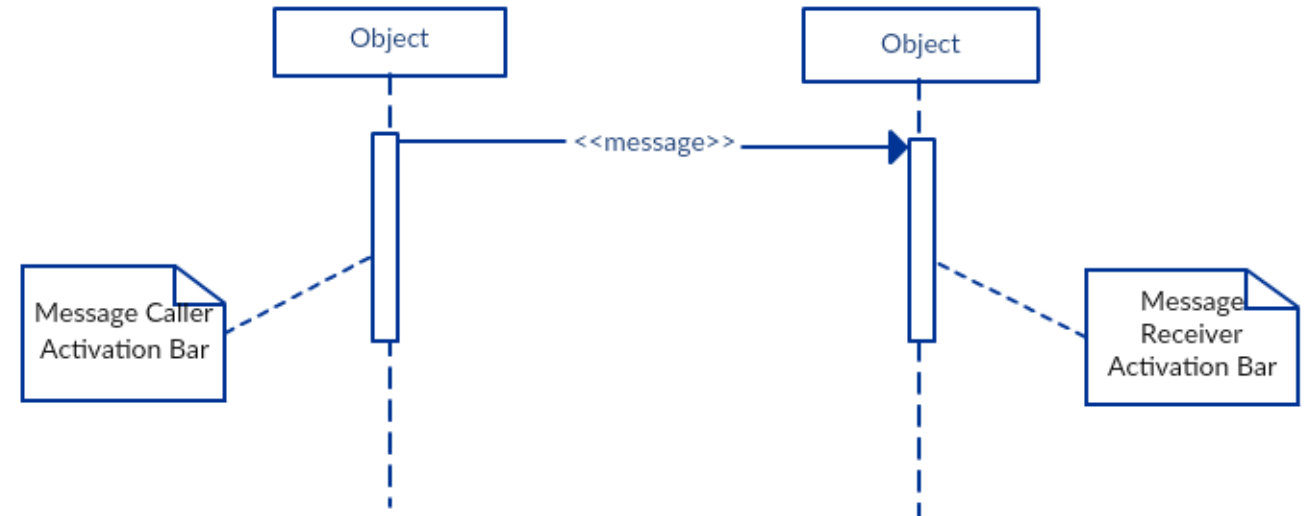 Object
Object
<<message>>
Message Caller
Activation Bar
Message
Receiver
Activation Bar